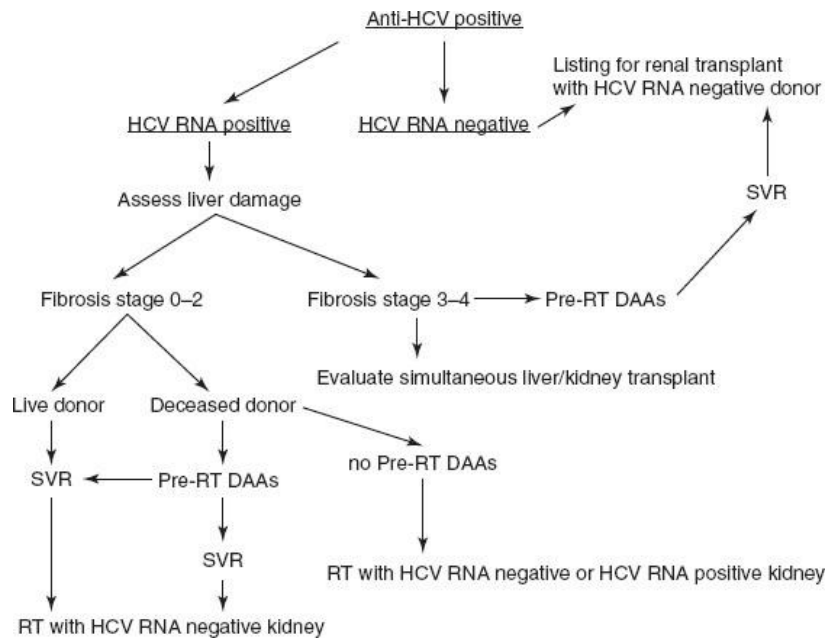 Anti-HCV positive
Listing for renal transplant
with HCV RNA negative donor
HCV RNA positive
HCV RNA negative
Assess liver damage
SVR
Fibrosis stage 0–2
Fibrosis stage 3–4
Pre-RT DAAs
Evaluate simultaneous liver/kidney transplant
Live donor
Deceased donor
no Pre-RT DAAs
SVR
Pre-RT DAAs
SVR
RT with HCV RNA negative or HCV RNA positive kidney
RT with HCV RNA negative kidney